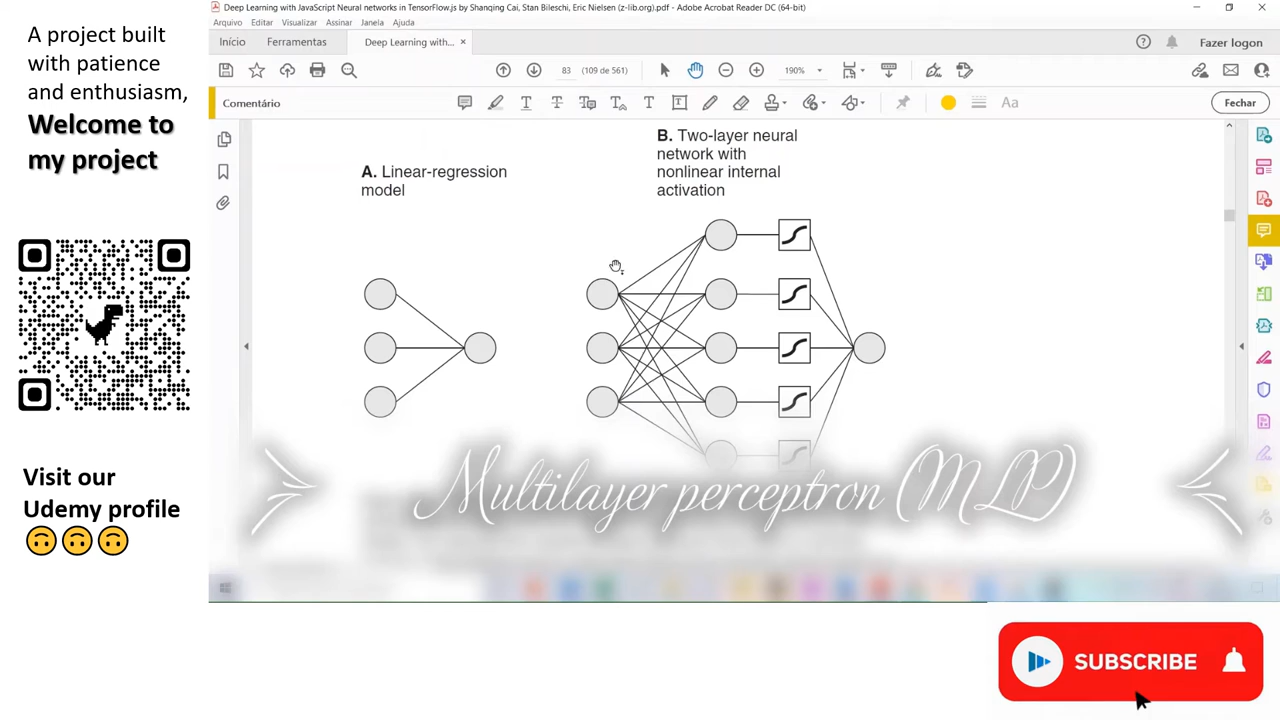 A project built
with patience
and enthusiasm,
Welcome to
my project
Visit our
Udemy profile
Deep Learning with JavaScript Neural networks in TensorFlow.js by Shanqing Cai, Stan Bileschi, Eric Nielsen (z-lib.org).pdf - Adobe Acrobat Reader DC (64-bit)
Arquivo Editar Visualizar Assinar Janela Ajuda
Início Ferramentas Deep Learning with... × Fazer logon
83 (109 de 561) 190%
Comentário Aa Fechar
A. Linear-regression
model
B. Two-layer neural
network with
nonlinear internal
activation
Multilayer perceptron (MLP)
SUBSCRIBE